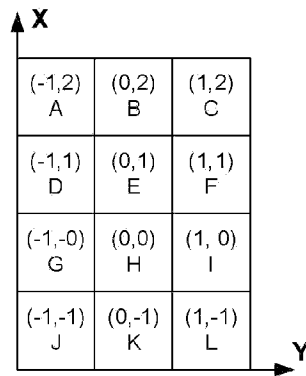 X
(-1,2) (0,2) (1,2)
A B C
(-1,1) (0,1) (1,1)
D E F
(-1,-0) (0,0) (1, 0)
G H I
(-1,-1) (0,-1) (1,-1)
J K L
Y